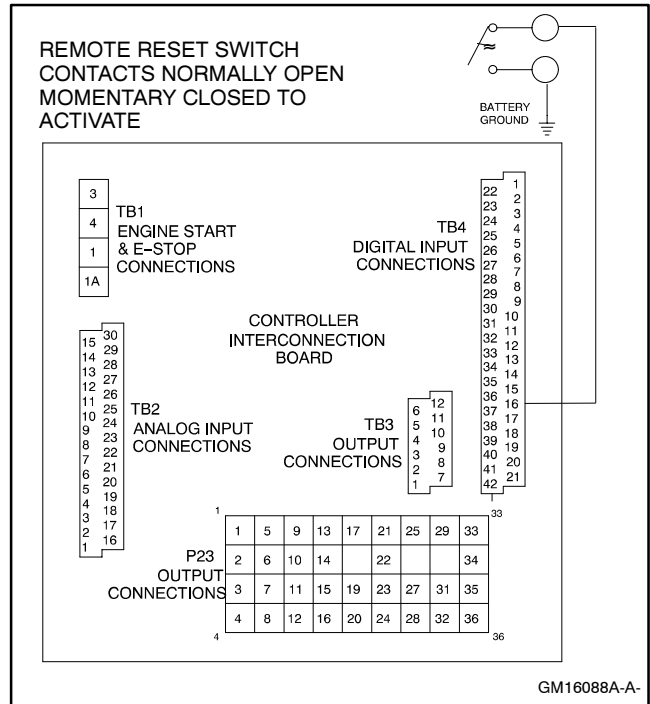 REMOTE RESET SWITCH
CONTACTS NORMALLY OPEN
MOMENTARY CLOSED TO
ACTIVATE
BATTERY
GROUND
3
4
1
1A
TB1
ENGINE START
& E–STOP
CONNECTIONS
TB4
DIGITAL INPUT
CONNECTIONS
22 1
23 2
24 3
25 4
26 5
27 6
28 7
29 8
30 9
31 10
32 11
33 12
34 13
35 14
36 15
37 16
38 17
39 18
40 19
41 20
42 21
CONTROLLER
INTERCONNECTION
BOARD
15 30
14 29
13 28
12 27
11 26
10 25
9 24
8 23
7 22
6 21
5 20
4 19
3 18
2 17
1 16
TB2
ANALOG INPUT
CONNECTIONS
TB3
OUTPUT
CONNECTIONS
6 12
5 11
4 10
3 9
2 8
1 7
P23
OUTPUT
CONNECTIONS
1 33
1 5 9 13 17 21 25 29 33
2 6 10 14 22 34
3 7 11 15 19 23 27 31 35
4 8 12 16 20 24 28 32 36
4 36
GM16088A-A-